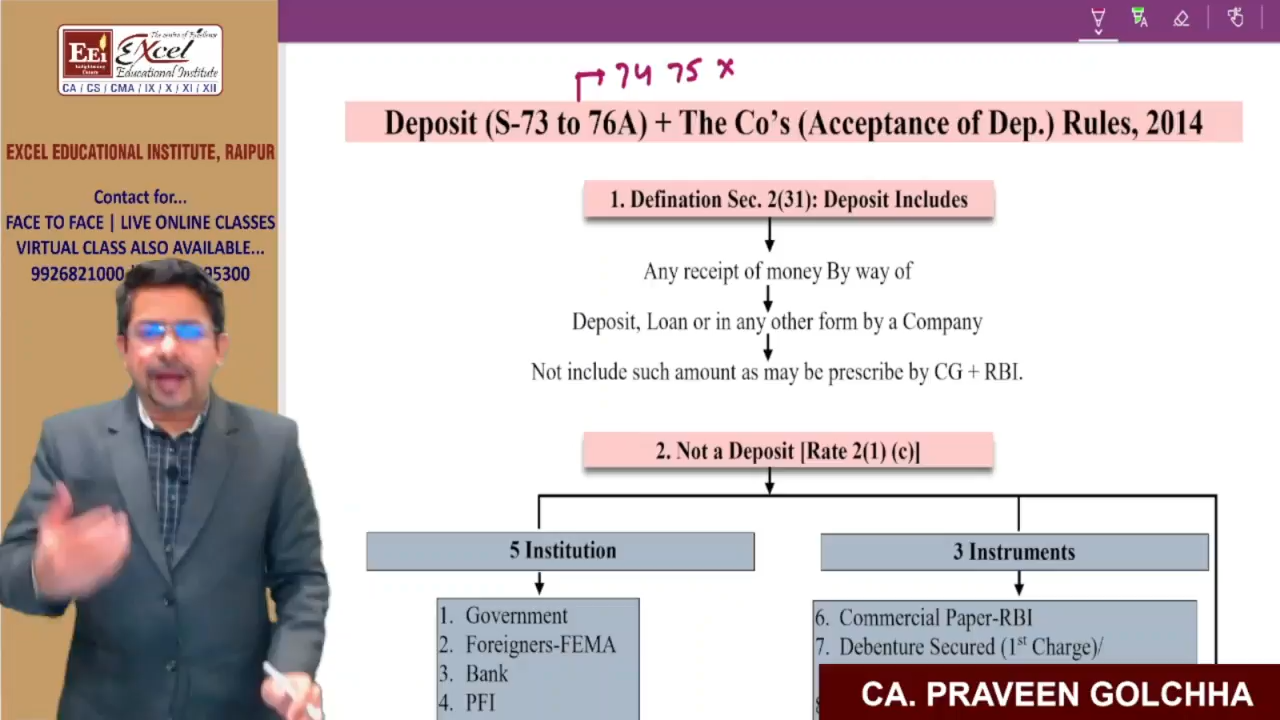 The centre of Excellence
EEi
Excel
Educational Institute
CA / CS / CMA / IX / X / XI / XII
EXCEL EDUCATIONAL INSTITUTE, RAIPUR
Contact for...
FACE TO FACE | LIVE ONLINE CLASSES
VIRTUAL CLASS ALSO AVAILABLE...
9926821000
95300
74 75 x
Deposit (S-73 to 76A) + The Co's (Acceptance of Dep.) Rules, 2014
1. Defination Sec. 2(31): Deposit Includes
Any receipt of money By way of
Deposit, Loan or in any other form by a Company
Not include such amount as may be prescribe by CG + RBI.
2. Not a Deposit [Rate 2(1) (c)]
5 Institution
1. Government
2. Foreigners-FEMA
3. Bank
4. PFI
3 Instruments
6. Commercial Paper-RBI
7. Debenture Secured (1st Charge)/
CA. PRAVEEN GOLCHHA